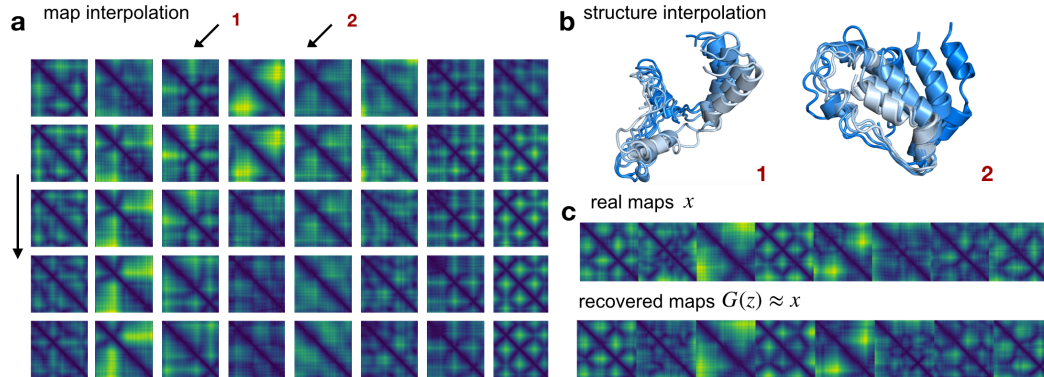 a map interpolation
1 2
b structure interpolation
1 2
c real maps x
recovered maps G(z) ≈ x